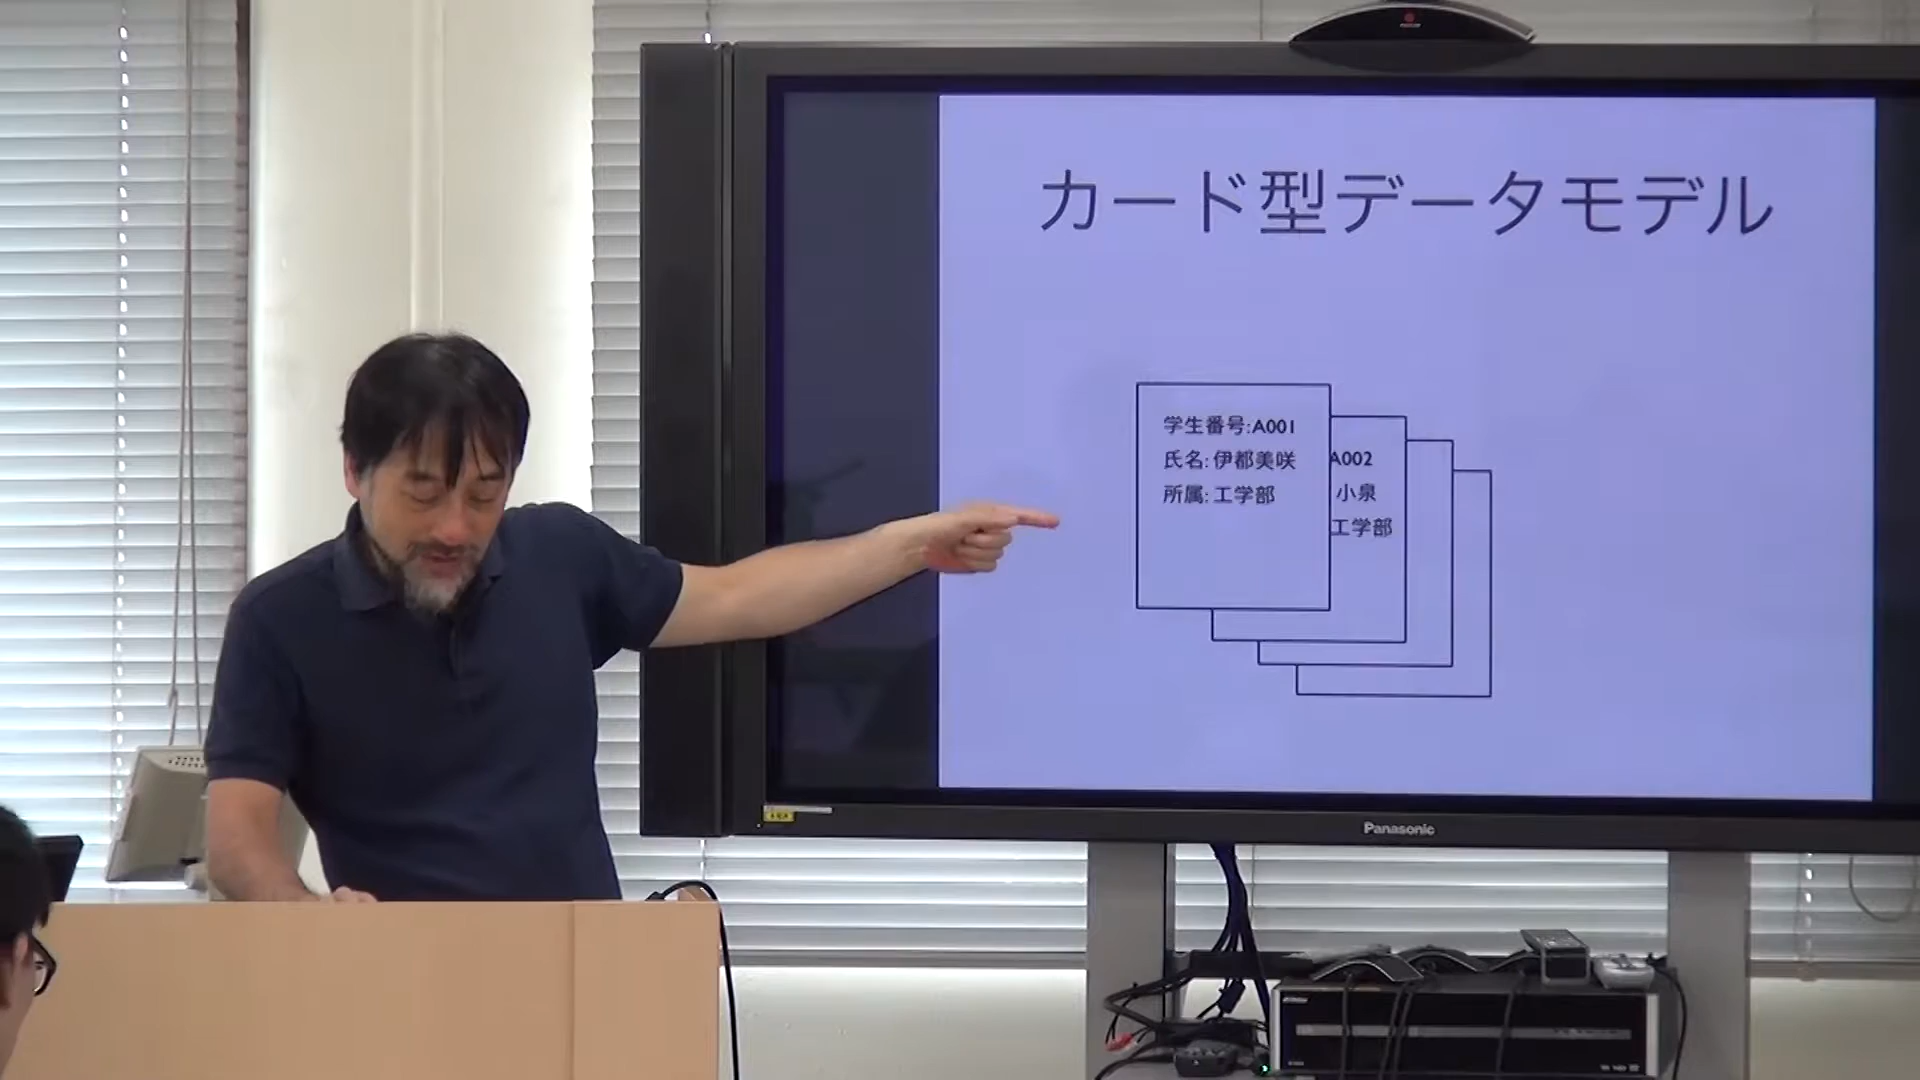 カード型データモデル
学生番号:A001
氏名: 伊都美咲
所属: 工学部
A002
小泉
工学部
Panasonic